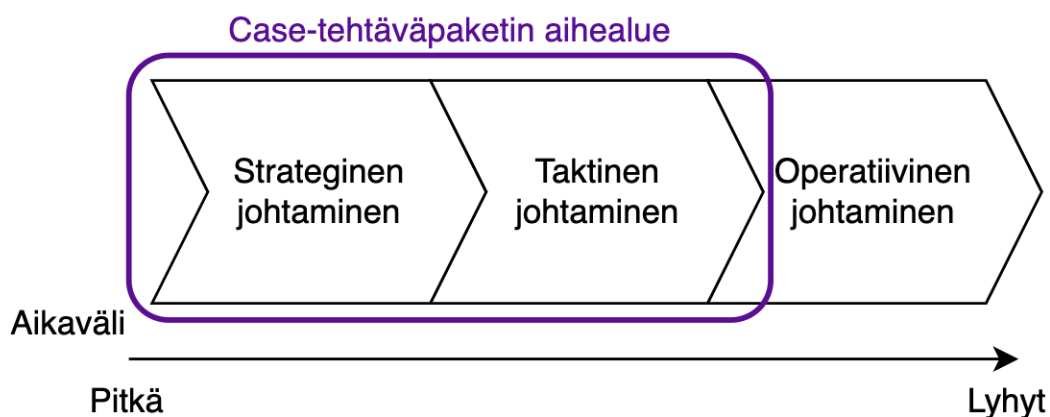 Case-tehtäväpaketin aihealue
Strateginen
johtaminen
Taktinen
johtaminen
Operatiivinen
johtaminen
Aikaväli
Pitkä
Lyhyt